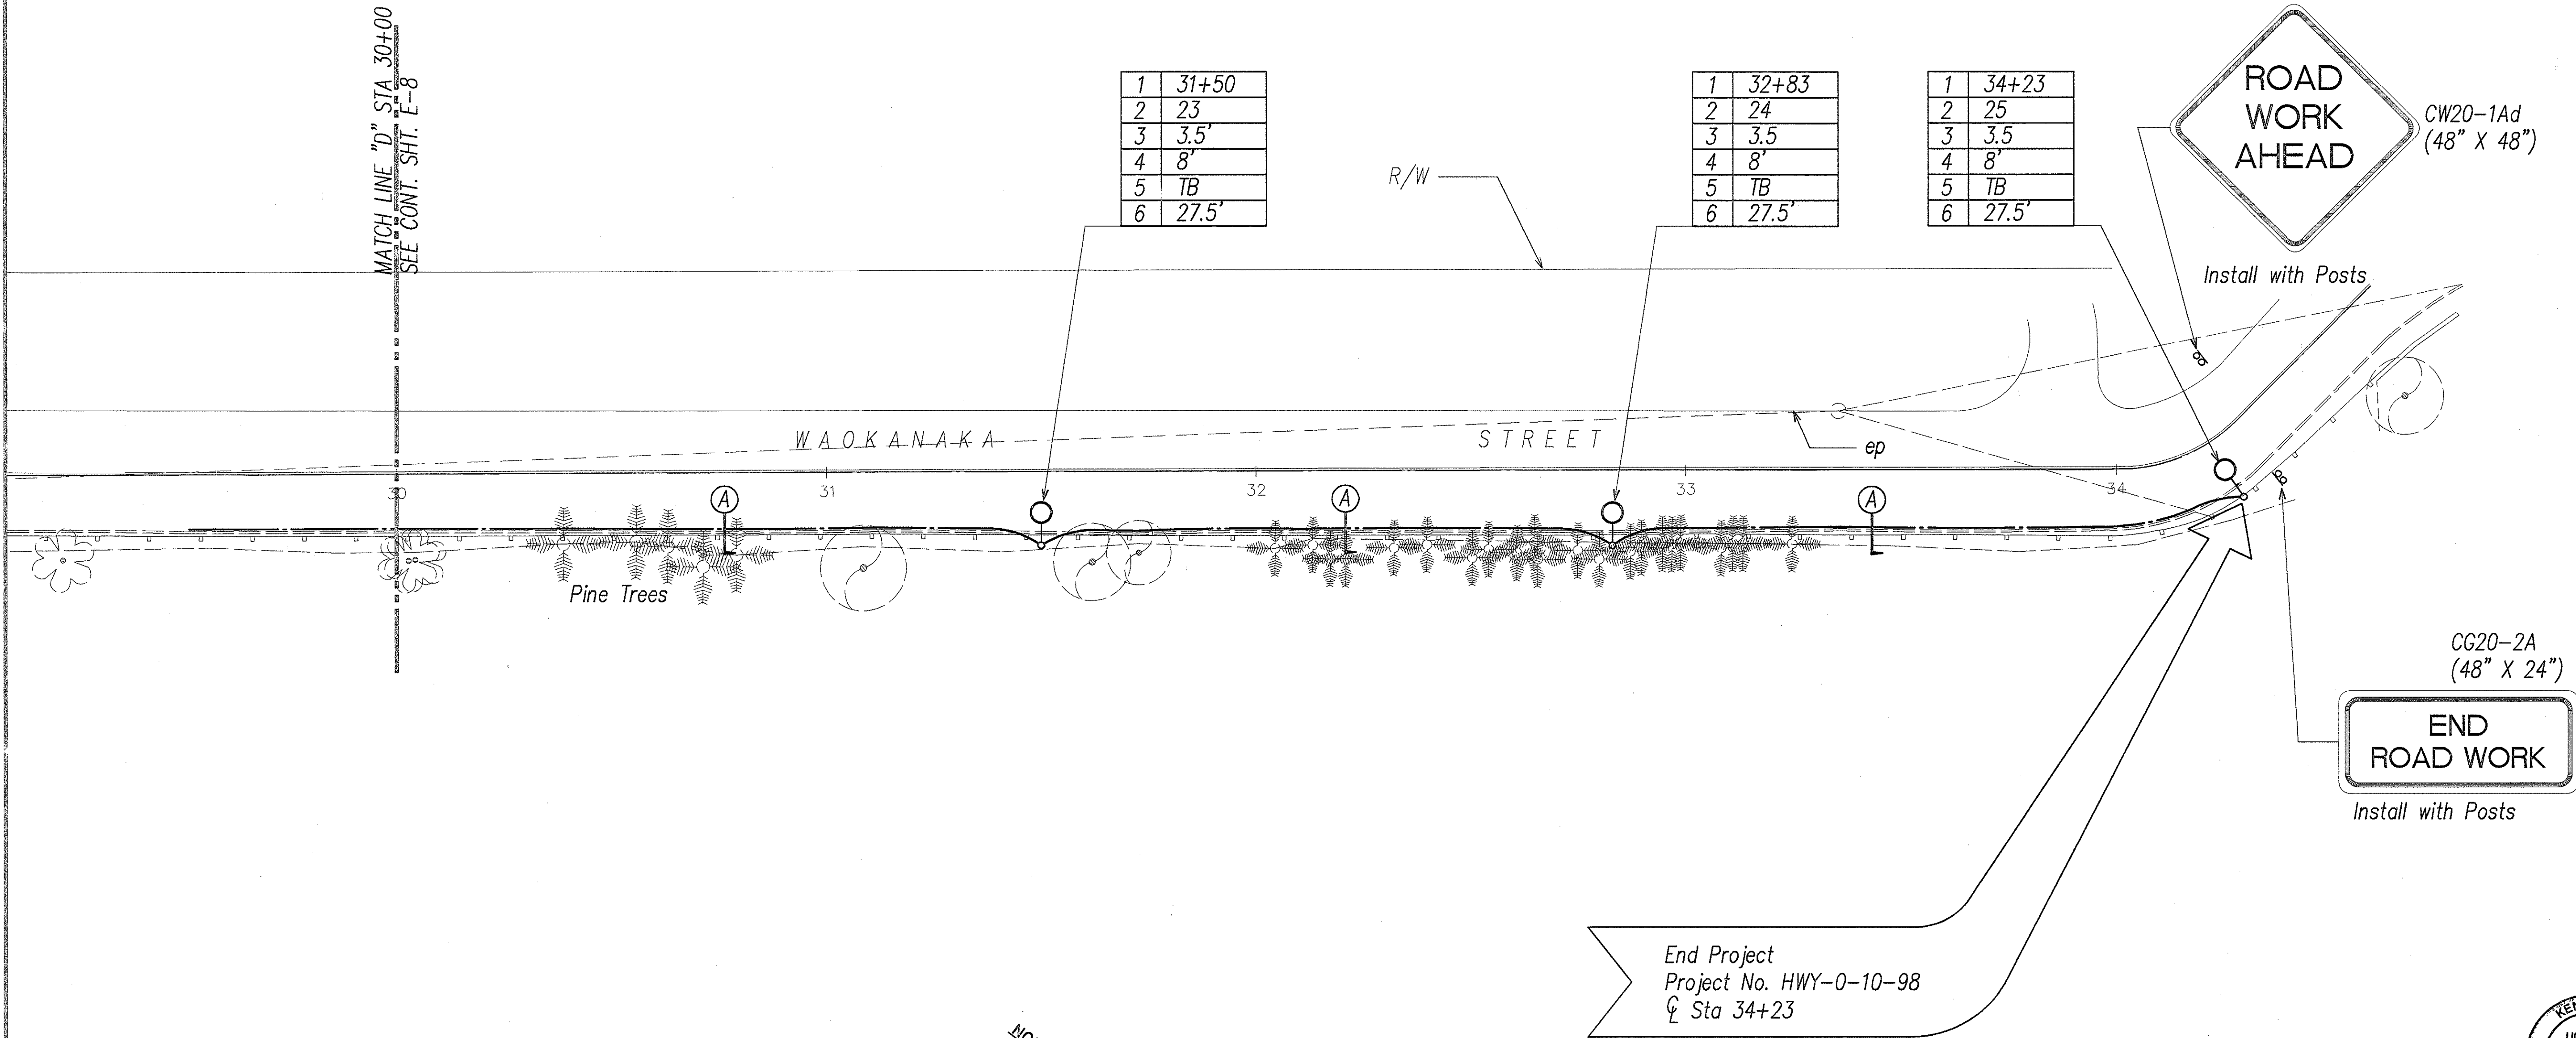 MATCH LINE "D" STA 30+00
SEE CONT. SHT. E-8
1 31+50
2 23
3 3.5'
4 8'
5 TB
6 27.5'
R/W
1 32+83
2 24
3 3.5
4 8'
5 TB
6 27.5'
1 34+23
2 25
3 3.5
4 8'
5 TB
6 27.5'
ROAD
WORK
AHEAD
CW20-1Ad
(48" X 48")
Install with Posts
WAOKANAKA STREET
ep
30 31 32 33 34
A A A
Pine Trees
CG20-2A
(48" X 24")
END
ROAD WORK
Install with Posts
End Project
Project No. HWY-0-10-98
℄ Sta 34+23